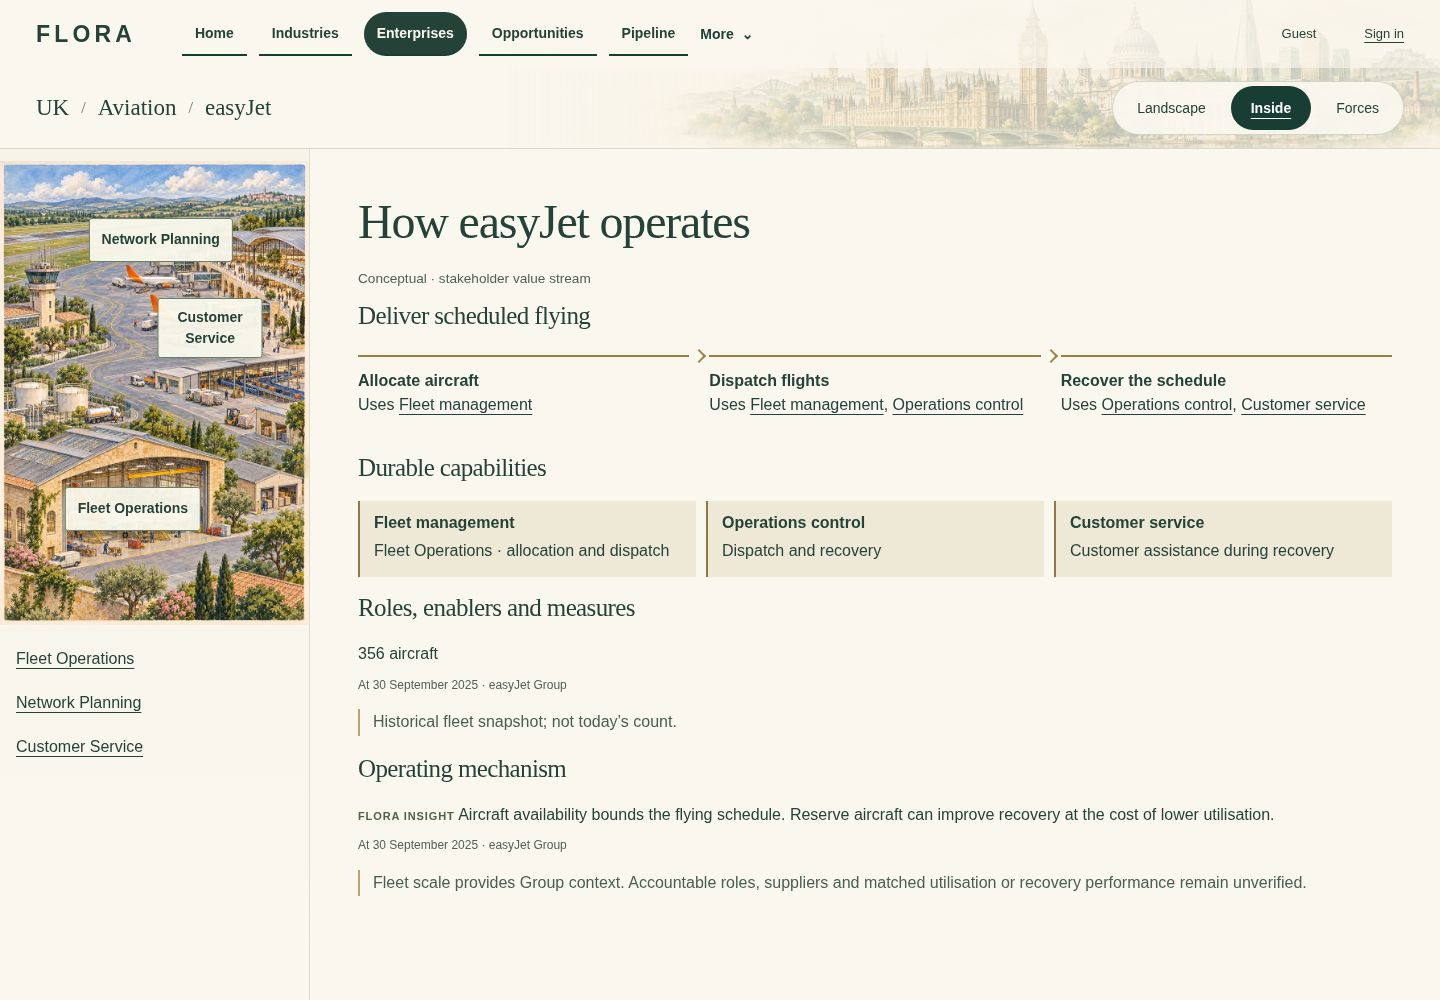 FLORA
Home
Industries
Enterprises
Opportunities
Pipeline
More
Guest
Sign in
UK / Aviation / easyJet
Landscape
Inside
Forces
Network Planning
Customer
Service
Fleet Operations
Fleet Operations
Network Planning
Customer Service
How easyJet operates
Conceptual · stakeholder value stream
Deliver scheduled flying
Allocate aircraft
Uses Fleet management
Dispatch flights
Uses Fleet management, Operations control
Recover the schedule
Uses Operations control, Customer service
Durable capabilities
Fleet management
Fleet Operations · allocation and dispatch
Operations control
Dispatch and recovery
Customer service
Customer assistance during recovery
Roles, enablers and measures
356 aircraft
At 30 September 2025 · easyJet Group
Historical fleet snapshot; not today’s count.
Operating mechanism
FLORA INSIGHT Aircraft availability bounds the flying schedule. Reserve aircraft can improve recovery at the cost of lower utilisation.
At 30 September 2025 · easyJet Group
Fleet scale provides Group context. Accountable roles, suppliers and matched utilisation or recovery performance remain unverified.